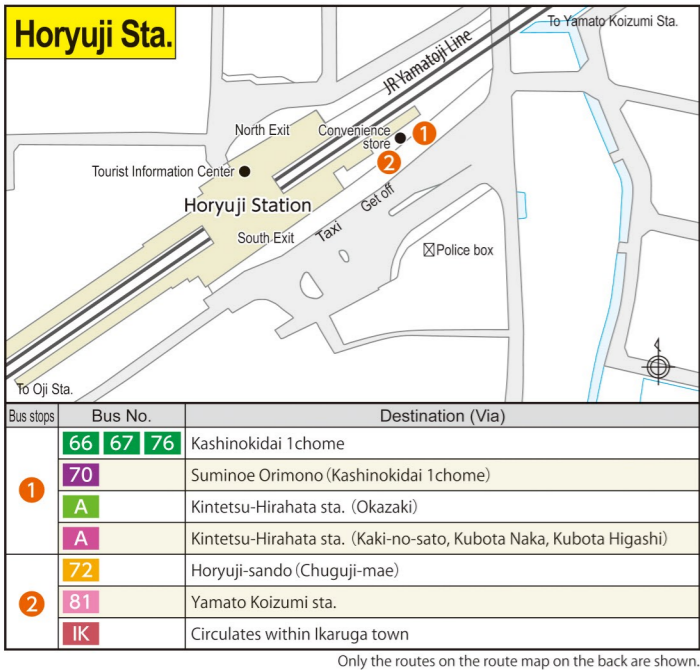 Horyuji Sta.
To Yamato Koizumi Sta.
JR Yamatoji Line
North Exit
Convenience
store
1
2
Tourist Information Center
Get off
Horyuji Station
Taxi
South Exit
Police box
To Oji Sta.
Bus stops Bus No. Destination (Via)
1
66 67 76 Kashinokidai 1chome
70 Suminoe Orimono (Kashinokidai 1chome)
A Kintetsu-Hirahata sta. (Okazaki)
A Kintetsu-Hirahata sta. (Kaki-no-sato, Kubota Naka, Kubota Higashi)
2
72 Horyuji-sando (Chuguji-mae)
81 Yamato Koizumi sta.
IK Circulates within Ikaruga town
Only the routes on the route map on the back are shown.